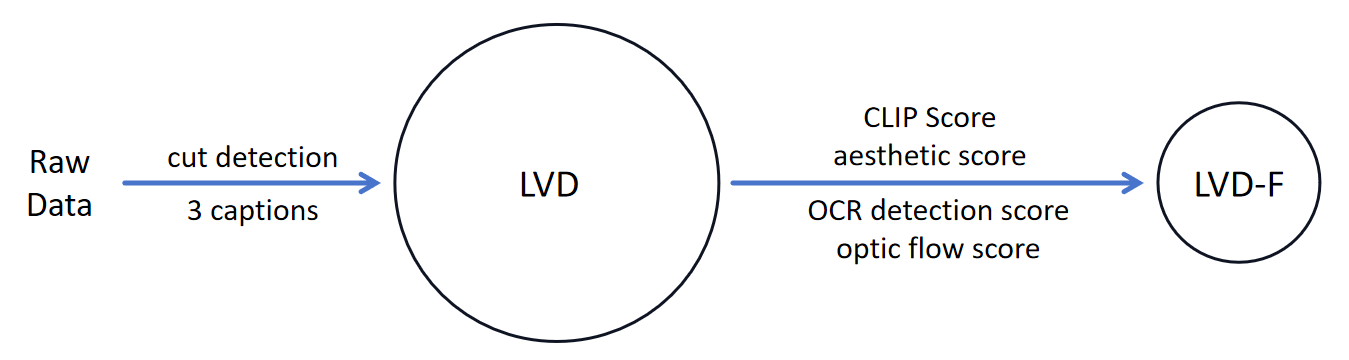 Raw
Data
cut detection
3 captions
LVD
CLIP Score
aesthetic score
OCR detection score
optic flow score
LVD-F